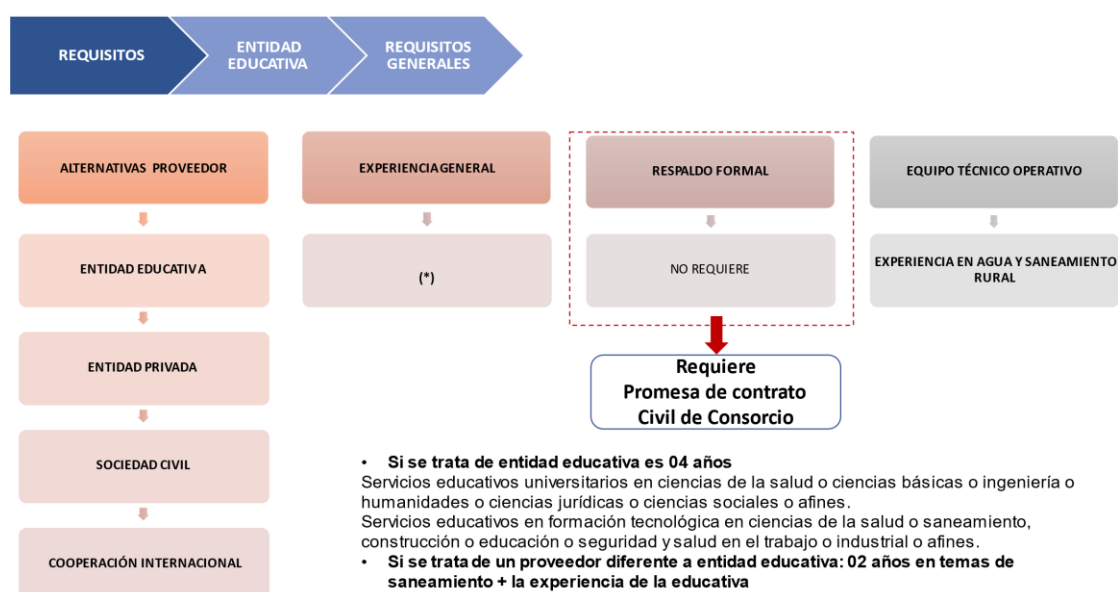 REQUISITOS
ENTIDAD
EDUCATIVA
REQUISITOS
GENERALES
ALTERNATIVAS PROVEEDOR
ENTIDAD EDUCATIVA
ENTIDAD PRIVADA
SOCIEDAD CIVIL
COOPERACIÓN INTERNACIONAL
EXPERIENCIAGENERAL
(*)
RESPALDO FORMAL
NO REQUIERE
Requiere
Promesa de contrato
Civil de Consorcio
EQUIPO TÉCNICO OPERATIVO
EXPERIENCIA EN AGUA Y SANEAMIENTO
RURAL
• Si se trata de entidad educativa es 04 años
Servicios educativos universitarios en ciencias de la salud o ciencias básicas o ingeniería o
humanidades o ciencias jurídicas o ciencias sociales o afines.
Servicios educativos en formación tecnológica en ciencias de la salud o saneamiento,
construcción o educación o seguridad y salud en el trabajo o industrial o afines.
• Si se trata de un proveedor diferente a entidad educativa: 02 años en temas de
saneamiento + la experiencia de la educativa